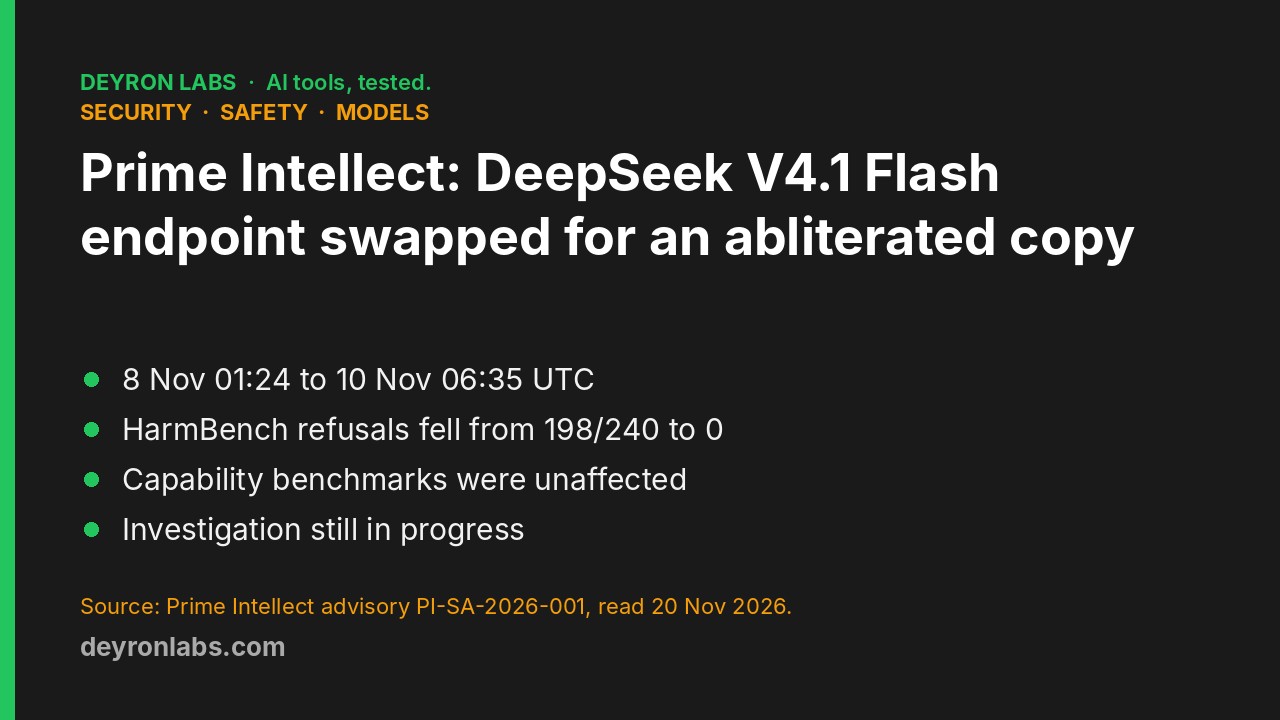 DEYRON LABS · AI tools, tested.
SECURITY · SAFETY · MODELS
Prime Intellect: DeepSeek V4.1 Flash
endpoint swapped for an abliterated copy
8 Nov 01:24 to 10 Nov 06:35 UTC
HarmBench refusals fell from 198/240 to 0
Capability benchmarks were unaffected
Investigation still in progress
Source: Prime Intellect advisory PI-SA-2026-001, read 20 Nov 2026.
deyronlabs.com